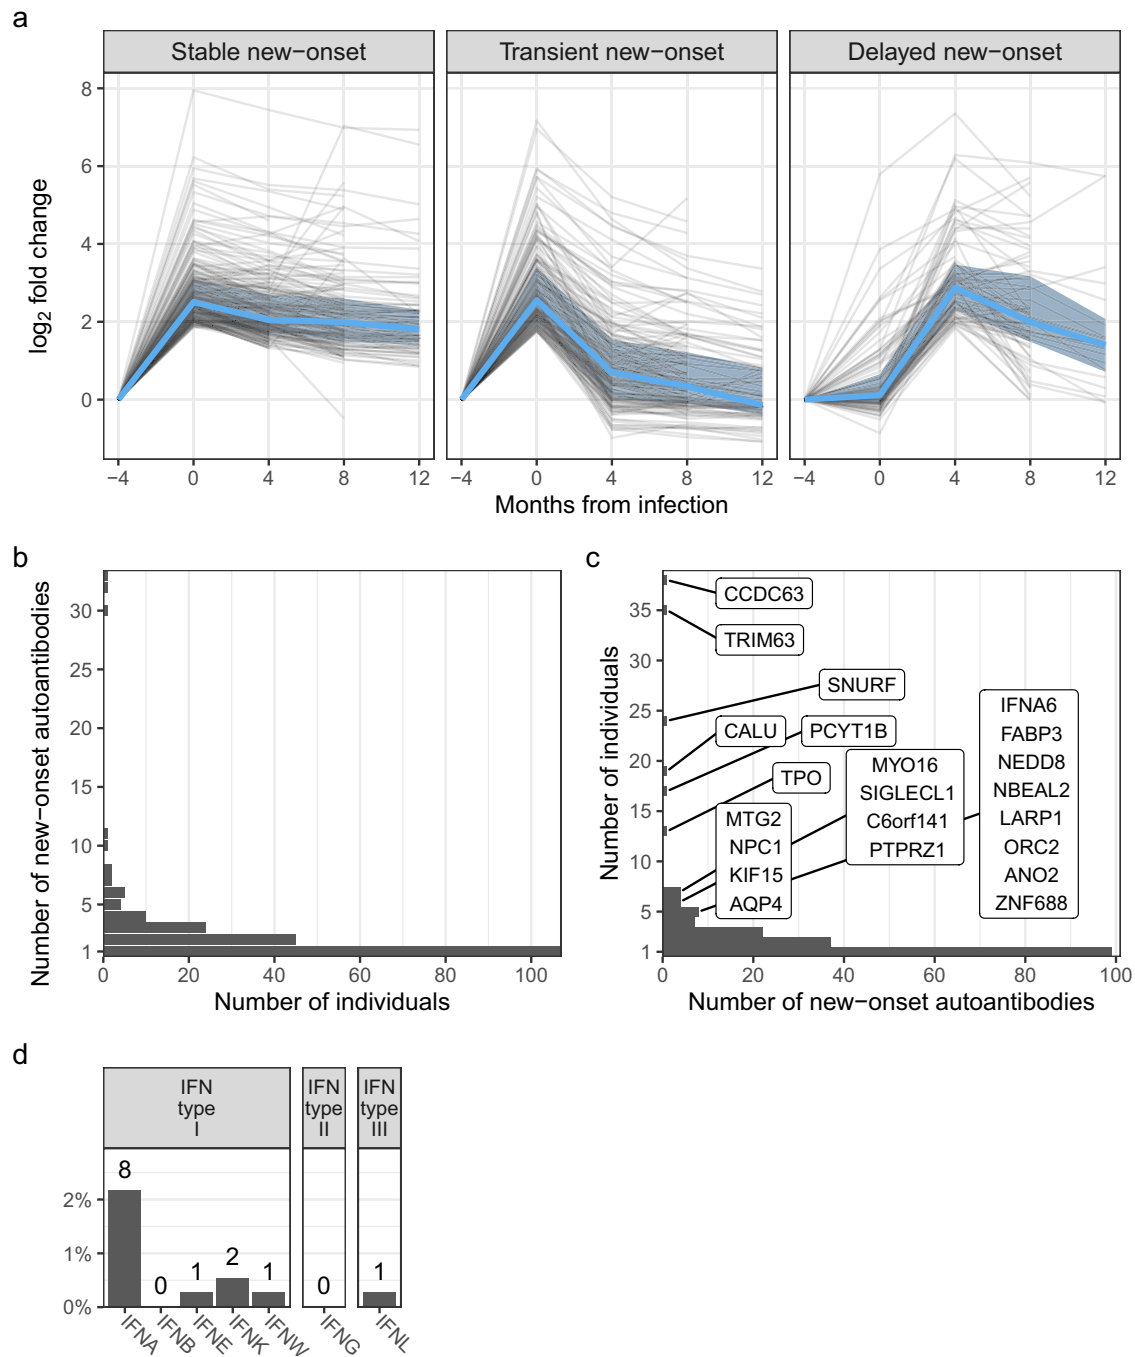 a
Stable new−onset
Transient new−onset
Delayed new−onset
log2 fold change
8
6
4
2
0
−4 0 4 8 12
−4 0 4 8 12
−4 0 4 8 12
Months from infection
b
Number of new−onset autoantibodies
30
25
20
15
10
5
1
0 20 40 60 80 100
Number of individuals
c
Number of individuals
35
30
25
20
15
10
5
1
CCDC63
TRIM63
SNURF
CALU
PCYT1B
TPO
MTG2
NPC1
KIF15
AQP4
MYO16
SIGLECL1
C6orf141
PTPRZ1
IFNA6
FABP3
NEDD8
NBEAL2
LARP1
ORC2
ANO2
ZNF688
0 20 40 60 80 100
Number of new−onset autoantibodies
d
IFN
type
I
IFN
type
II
IFN
type
III
2%
1%
0%
8
0
1
2
1
0
1
IFNA
IFNB
IFNE
IFNK
IFNW
IFNG
IFNL